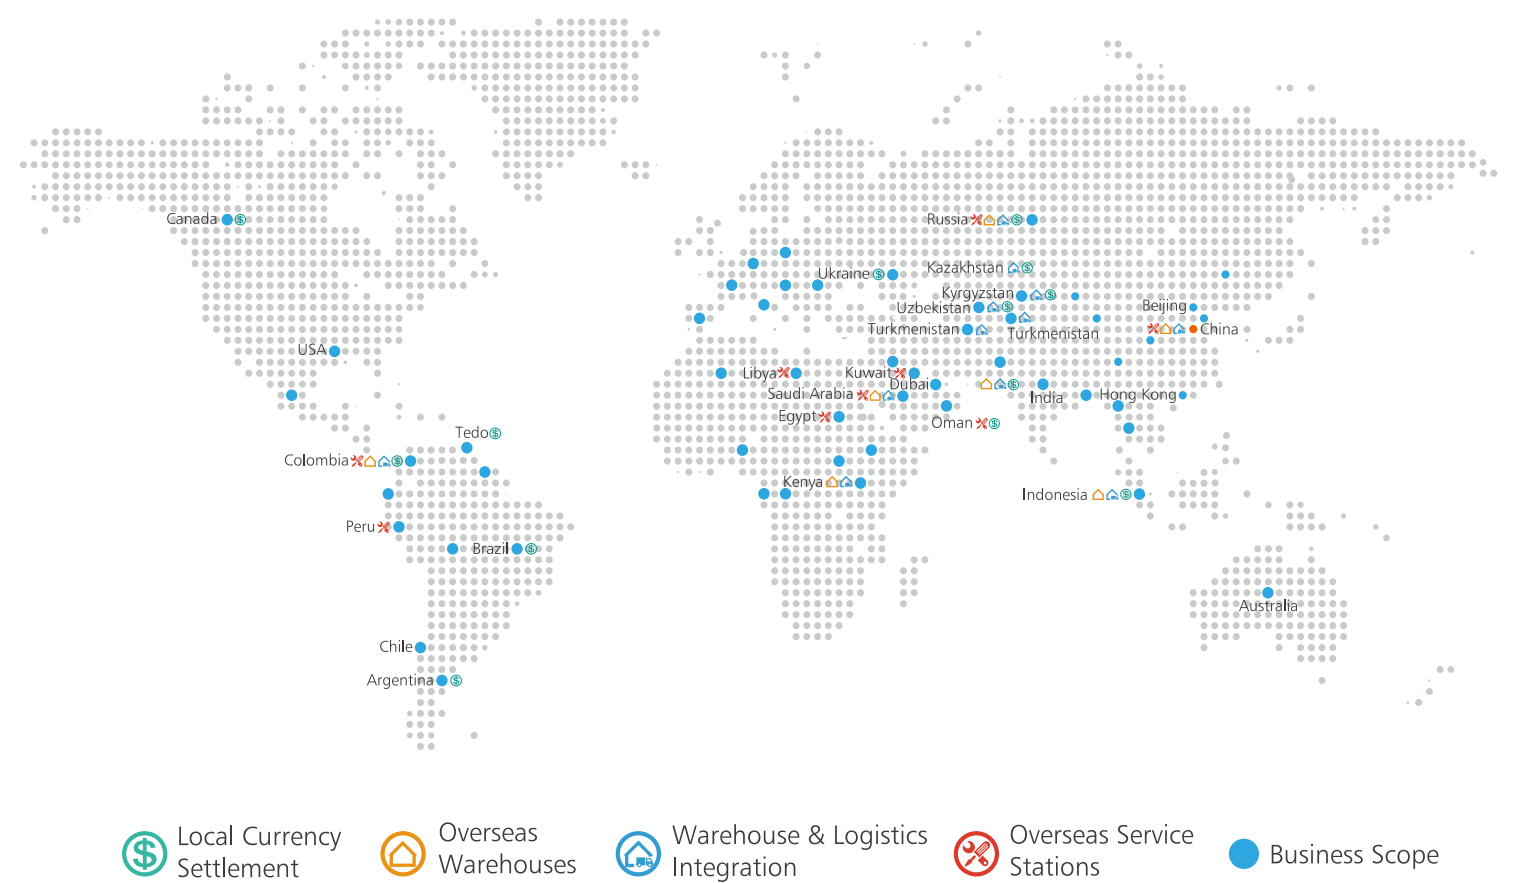 Canada
Russia
Kazakhstan
Ukraine
Kyrgyzstan
Uzbekistan
Beijing
Turkmenistan
Turkmenistan
China
USA
Libya
Kuwait
Dubai
Saudi Arabia
India
Hong Kong
Egypt
Oman
Tedo
Colombia
Kenya
Indonesia
Peru
Brazil
Australia
Chile
Argentina
Local Currency
Settlement
Overseas
Warehouses
Warehouse & Logistics
Integration
Overseas Service
Stations
Business Scope